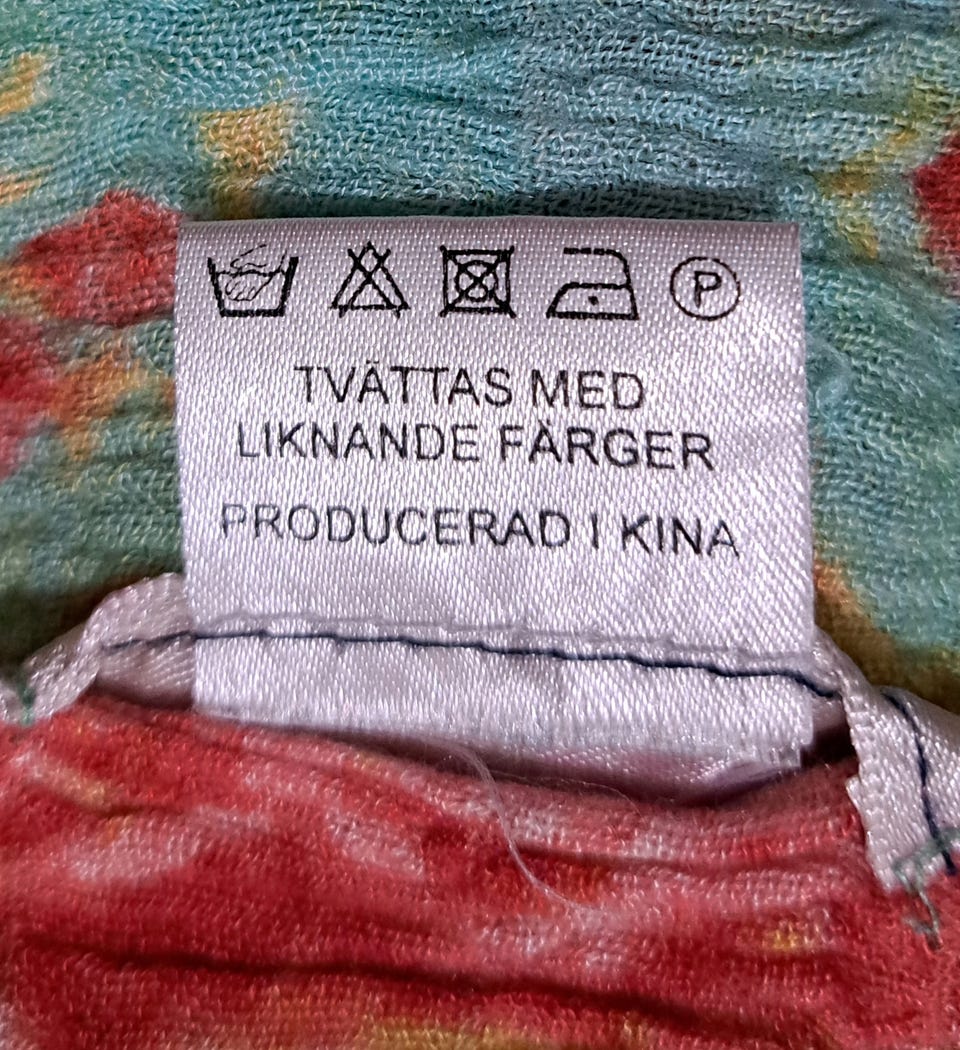 P
TVÄTTAS MED
LIKNANDE FÄRGER
PRODUCERAD I KINA